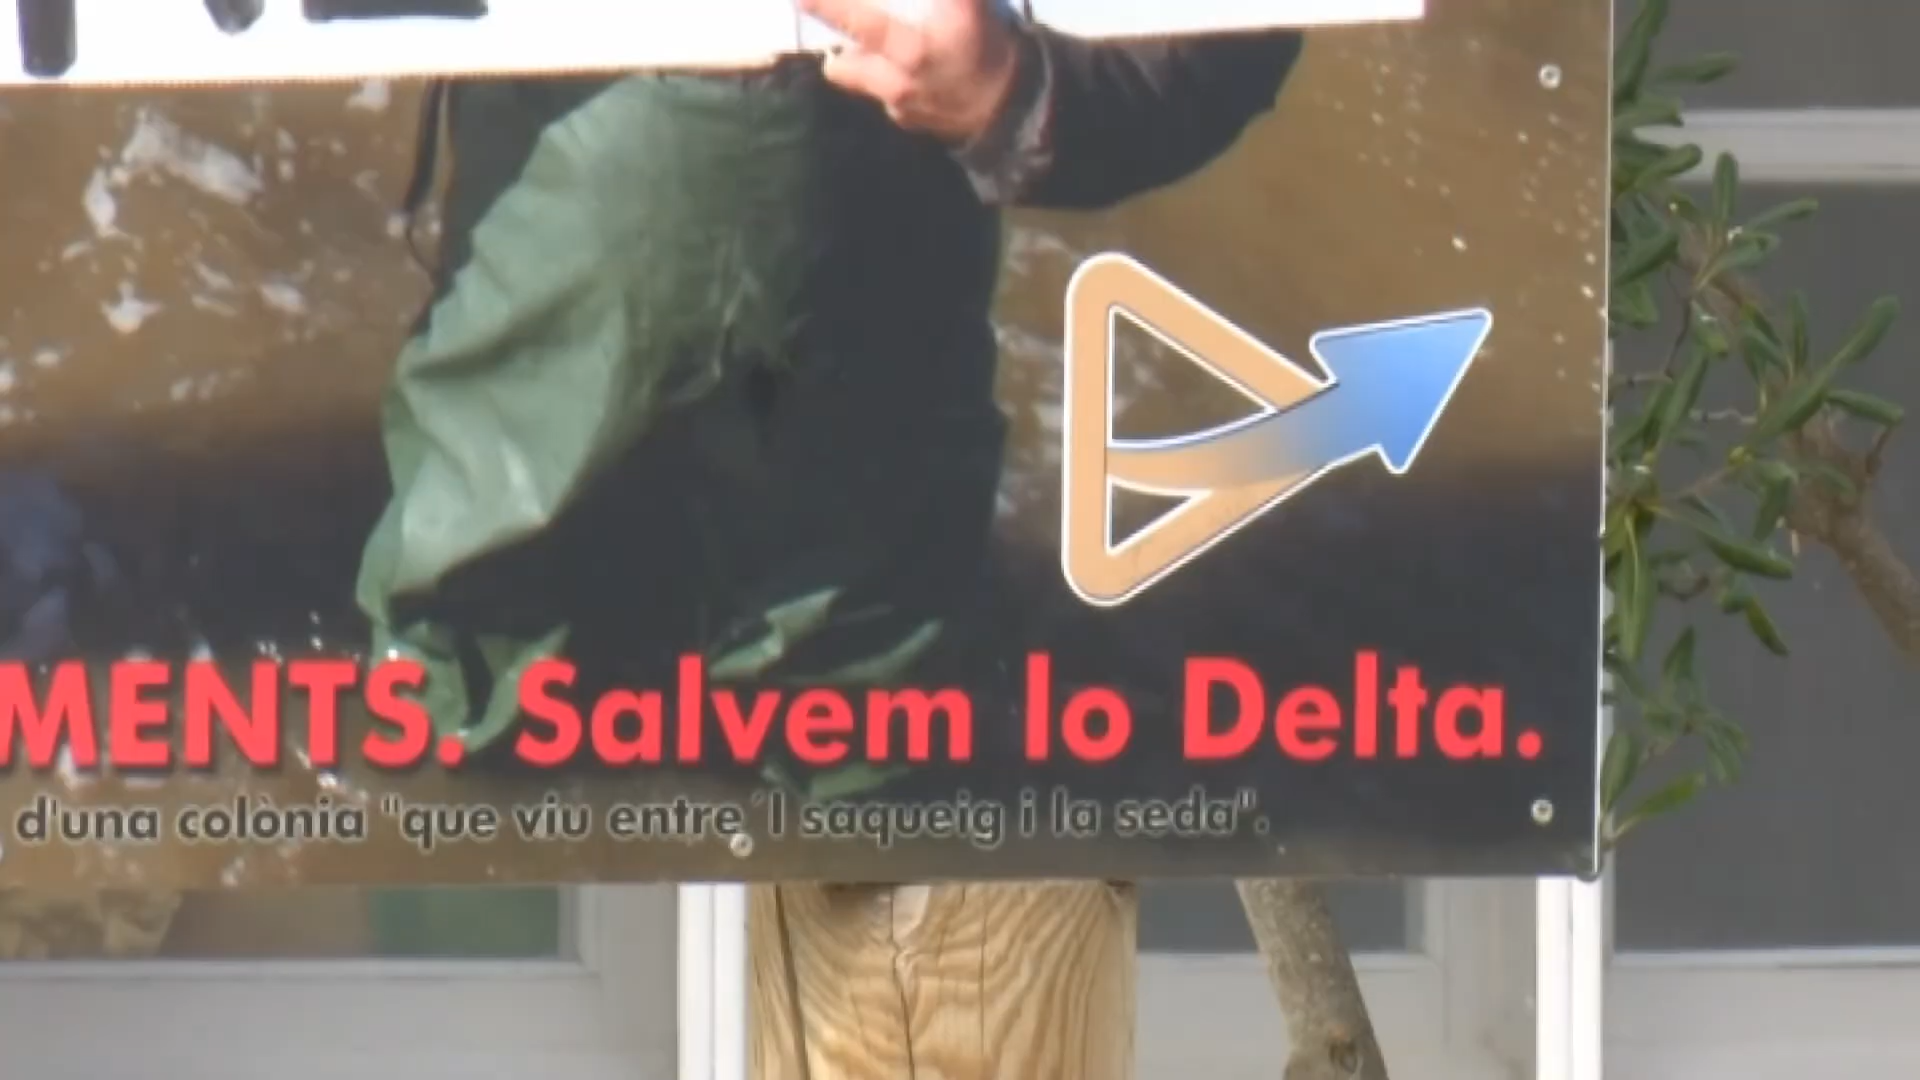 MENTS. Salvem lo Delta.
d'una colònia "que viu entre´l saqueig i la seda".